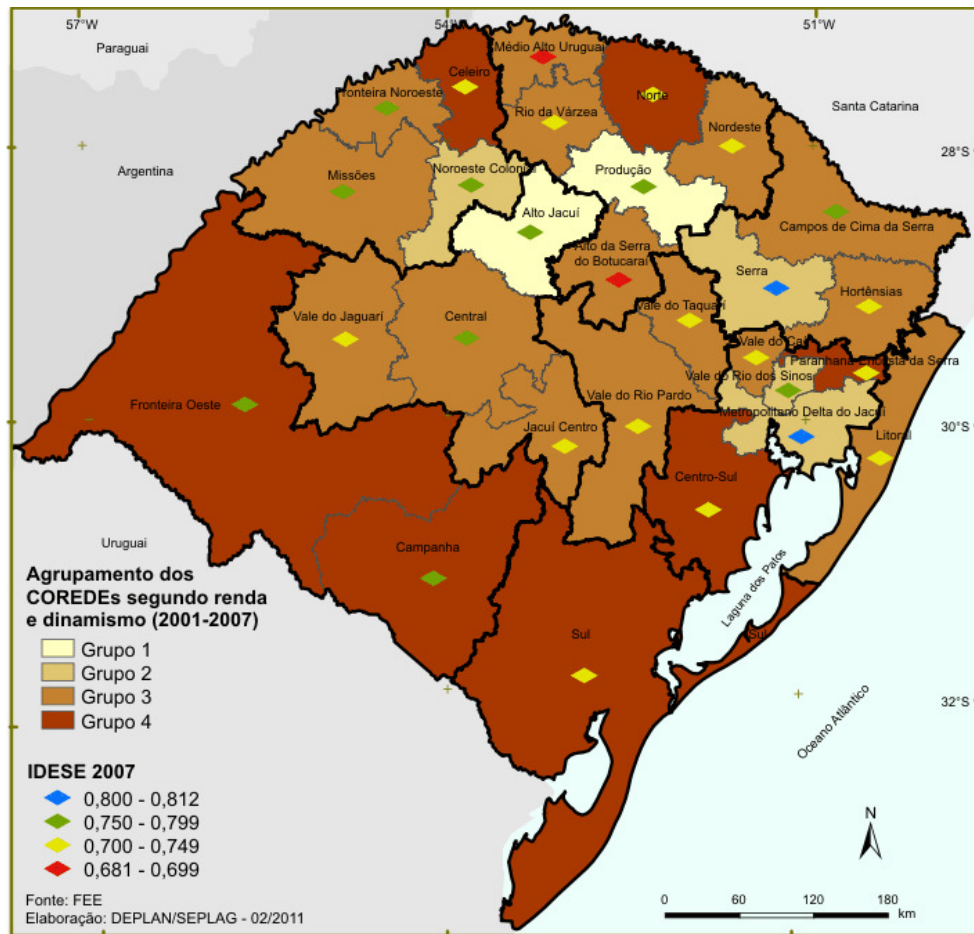 57°W
54°W
51°W
Paraguai
Médio Alto Uruguai
Celeiro
ronteira Noroeste
Norte
Santa Catarina
Rio da Várzea
Nordeste
28°S
Argentina
Missões
Noroeste Colonial
Produção
Alto Jacuí
Campos de Cima da Serra
Alto da Serra
do Botucaraí
Serra
Hortênsias
Vale do Taquari
Vale do Jaguarí
Central
Vale do Caí
Paranhana Encosta da Serra
Vale do Rio dos Sinos
Fronteira Oeste
Vale do Rio Pardo
Metropolitano Delta do Jacuí
30°S
Jacuí Centro
Litoral
Centro-Sul
Uruguai
Campanha
Laguna dos Patos
Sul
Sul
32°S
Oceano Atlântico
Agrupamento dos
COREDEs segundo renda
e dinamismo (2001-2007)
Grupo 1
Grupo 2
Grupo 3
Grupo 4
IDESE 2007
0,800 - 0,812
0,750 - 0,799
0,700 - 0,749
0,681 - 0,699
N
Fonte: FEE
Elaboração: DEPLAN/SEPLAG - 02/2011
0 60 120 180
km